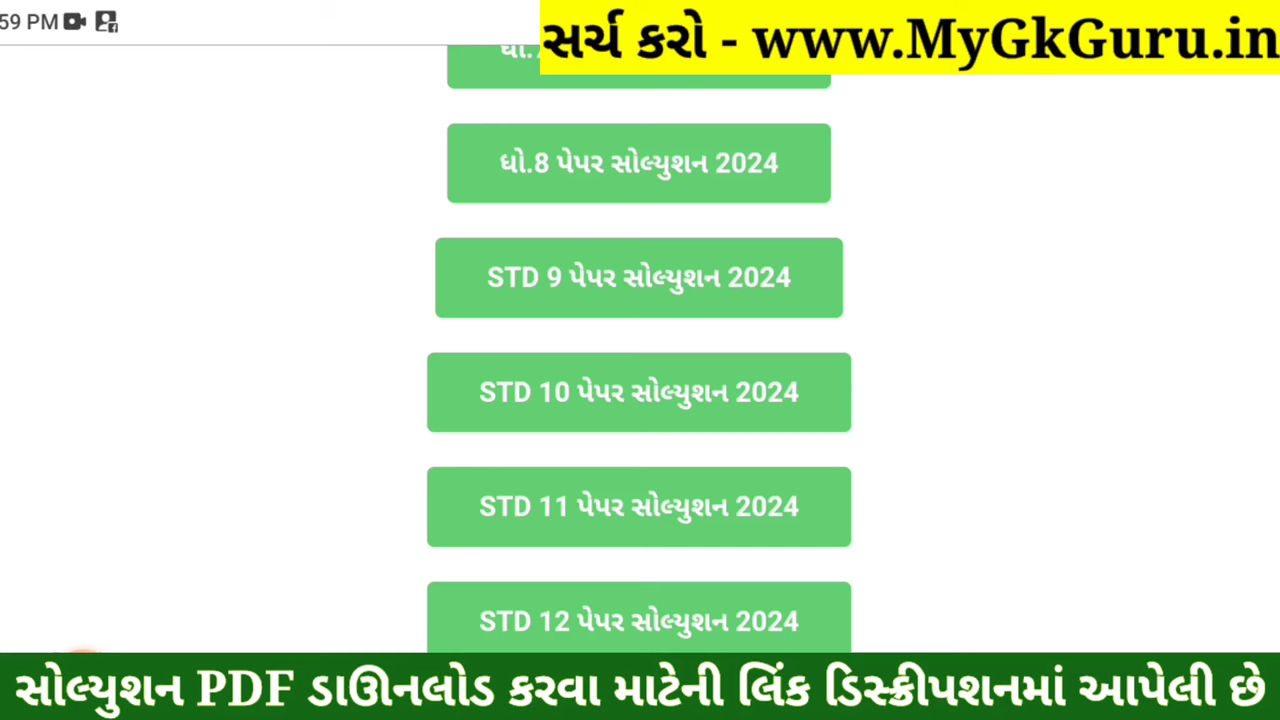 59 PM
સર્ચ કરો - www.MyGkGuru.in
ધો.8 પેપર સોલ્યુશન 2024
STD 9 પેપર સોલ્યુશન 2024
STD 10 પેપર સોલ્યુશન 2024
STD 11 પેપર સોલ્યુશન 2024
STD 12 પેપર સોલ્યુશન 2024
સોલ્યુશન PDF ડાઊનલોડ કરવા માટેની લિંક ડિસ્ક્રીપશનમાં આપેલી છે